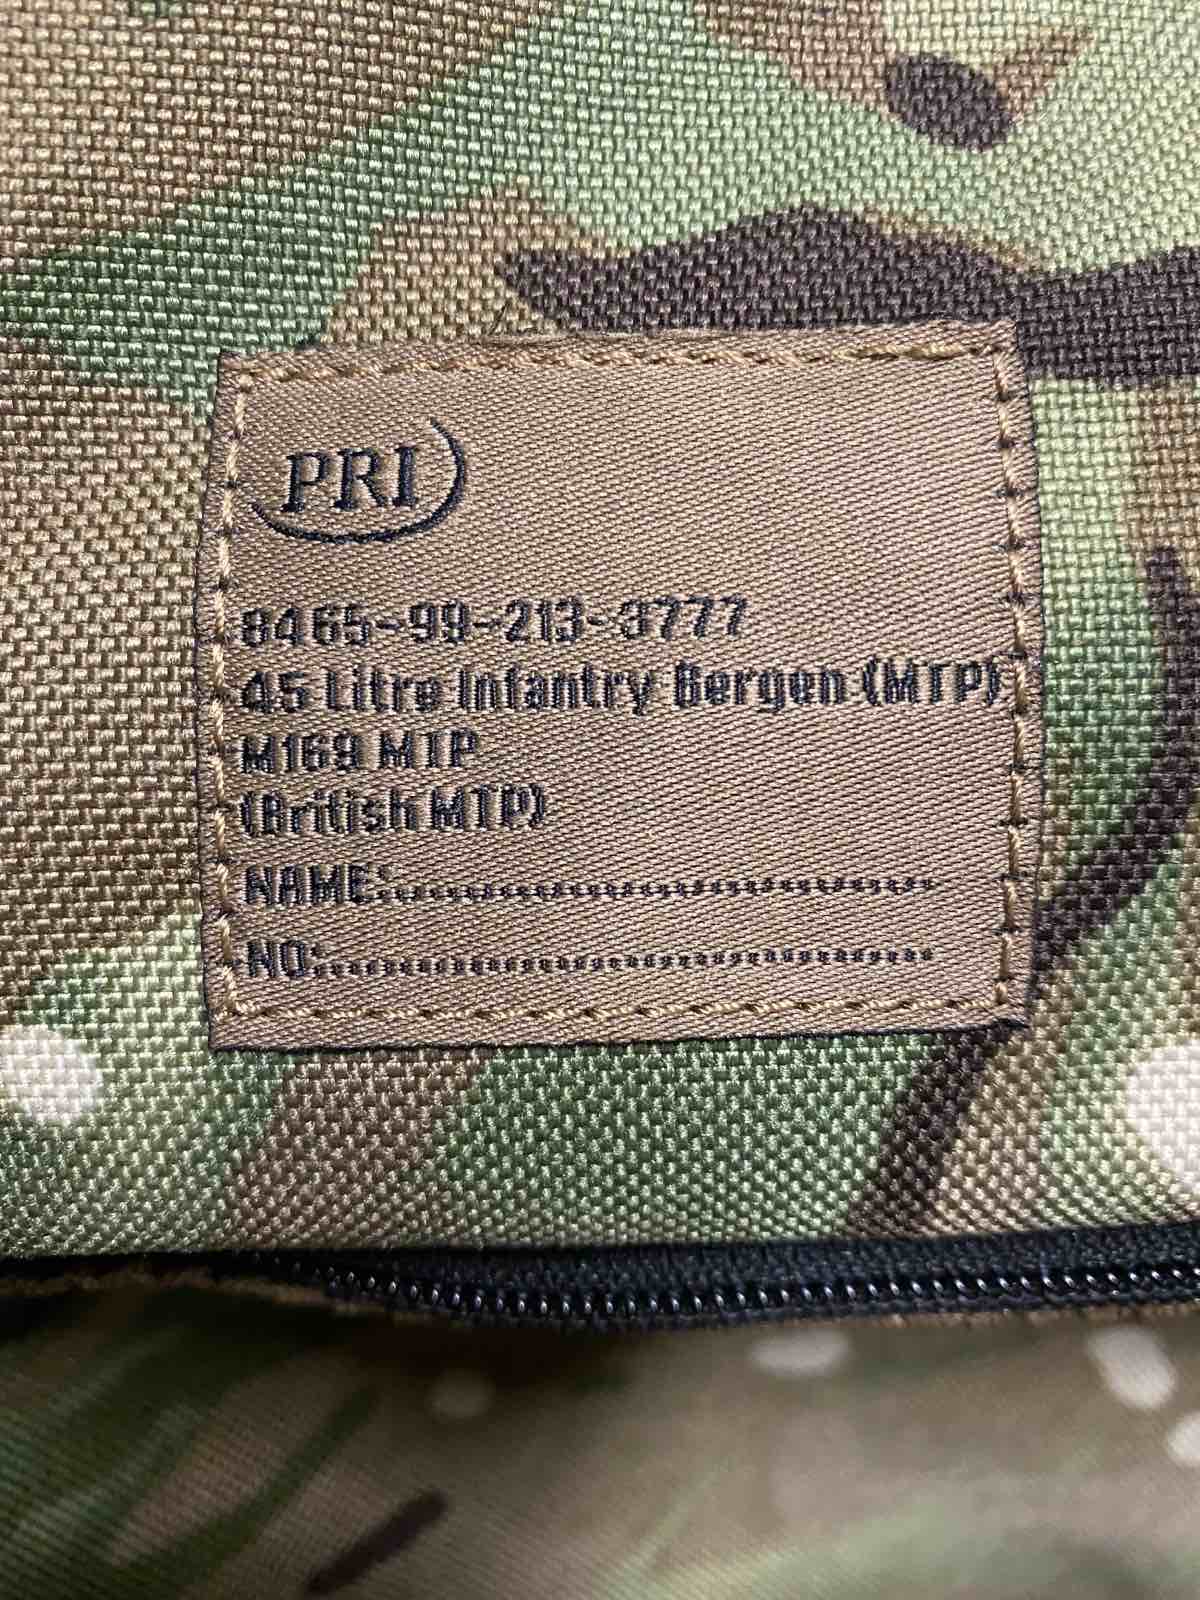 PRI
8465-99-213-3777
45 Litre Infantry Bergen (MTP)
M169 MTP
(British MTP)
NAME:........................................
NO:.............................................